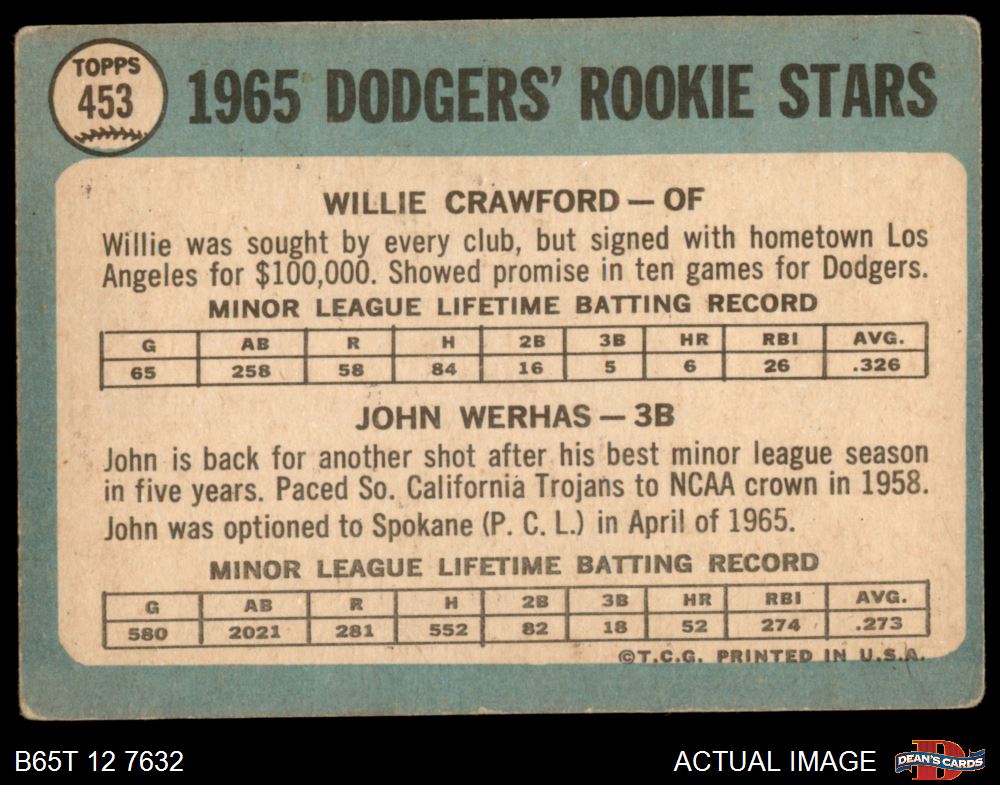 TOPPS
453
1965 DODGERS' ROOKIE STARS
WILLIE CRAWFORD — OF
Willie was sought by every club, but signed with hometown Los
Angeles for $100,000. Showed promise in ten games for Dodgers.
MINOR LEAGUE LIFETIME BATTING RECORD
G AB R H 2B 3B HR RBI AVG.
65 258 58 84 16 5 6 26 .326
JOHN WERHAS — 3B
John is back for another shot after his best minor league season
in five years. Paced So. California Trojans to NCAA crown in 1958.
John was optioned to Spokane (P. C. L.) in April of 1965.
MINOR LEAGUE LIFETIME BATTING RECORD
G AB R H 2B 3B HR RBI AVG.
580 2021 281 552 82 18 52 274 .273
©T.C.G. PRINTED IN U.S.A.
B65T 12 7632
ACTUAL IMAGE
DEAN'S CARDS